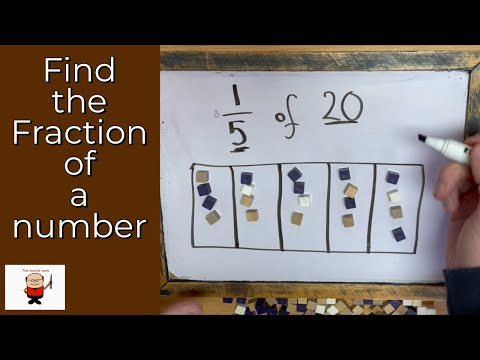 Find
the
Fraction
of
a
number
1/5 of 20